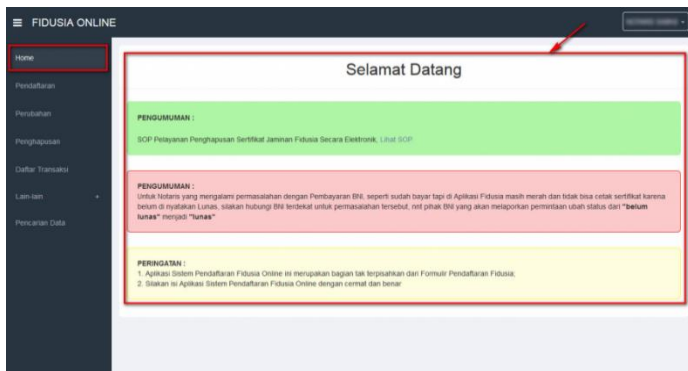 FIDUSIA ONLINE
Home
Pendaftaran
Perubahan
Penghapusan
Daftar Transaksi
Lain-lain
Pencarian Data
Selamat Datang
PENGUMUMAN :
SOP Pelayanan Penghapusan Sertifikat Jaminan Fidusia Secara Elektronik, Lihat SOP
PENGUMUMAN :
Untuk Notaris yang mengalami permasalahan dengan Pembayaran BNI, seperti sudah bayar tapi di Aplikasi Fidusia masih merah dan tidak bisa cetak sertifikat karena
belum di nyatakan Lunas, silakan hubungi BNI terdekat untuk permasalahan tersebut, nnt pihak BNI yang akan melaporkan permintaan ubah status dari "belum
lunas" menjadi "lunas"
PERINGATAN :
1. Aplikasi Sistem Pendaftaran Fidusia Online ini merupakan bagian tak terpisahkan dari Formulir Pendaftaran Fidusia;
2. Silakan isi Aplikasi Sistem Pendaftaran Fidusia Online dengan cermat dan benar